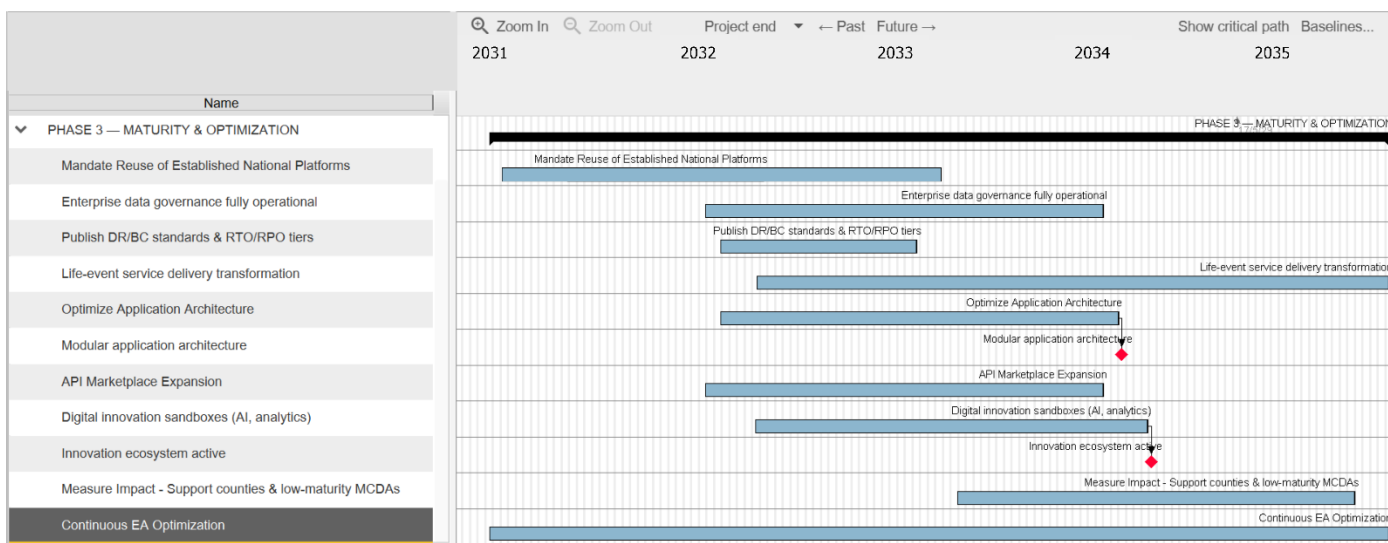 Zoom In Zoom Out Project end ← Past Future → Show critical path Baselines...
2031 2032 2033 2034 2035
Name
PHASE 3 — MATURITY & OPTIMIZATION
PHASE 3 — MATURITY & OPTIMIZATION
Mandate Reuse of Established National Platforms
Mandate Reuse of Established National Platforms
Enterprise data governance fully operational
Enterprise data governance fully operational
Publish DR/BC standards & RTO/RPO tiers
Publish DR/BC standards & RTO/RPO tiers
Life-event service delivery transformation
Life-event service delivery transformation
Optimize Application Architecture
Optimize Application Architecture
Modular application architecture
Modular application architecture
API Marketplace Expansion
API Marketplace Expansion
Digital innovation sandboxes (AI, analytics)
Digital innovation sandboxes (AI, analytics)
Innovation ecosystem active
Innovation ecosystem active
Measure Impact - Support counties & low-maturity MCDAs
Measure Impact - Support counties & low-maturity MCDAs
Continuous EA Optimization
Continuous EA Optimization